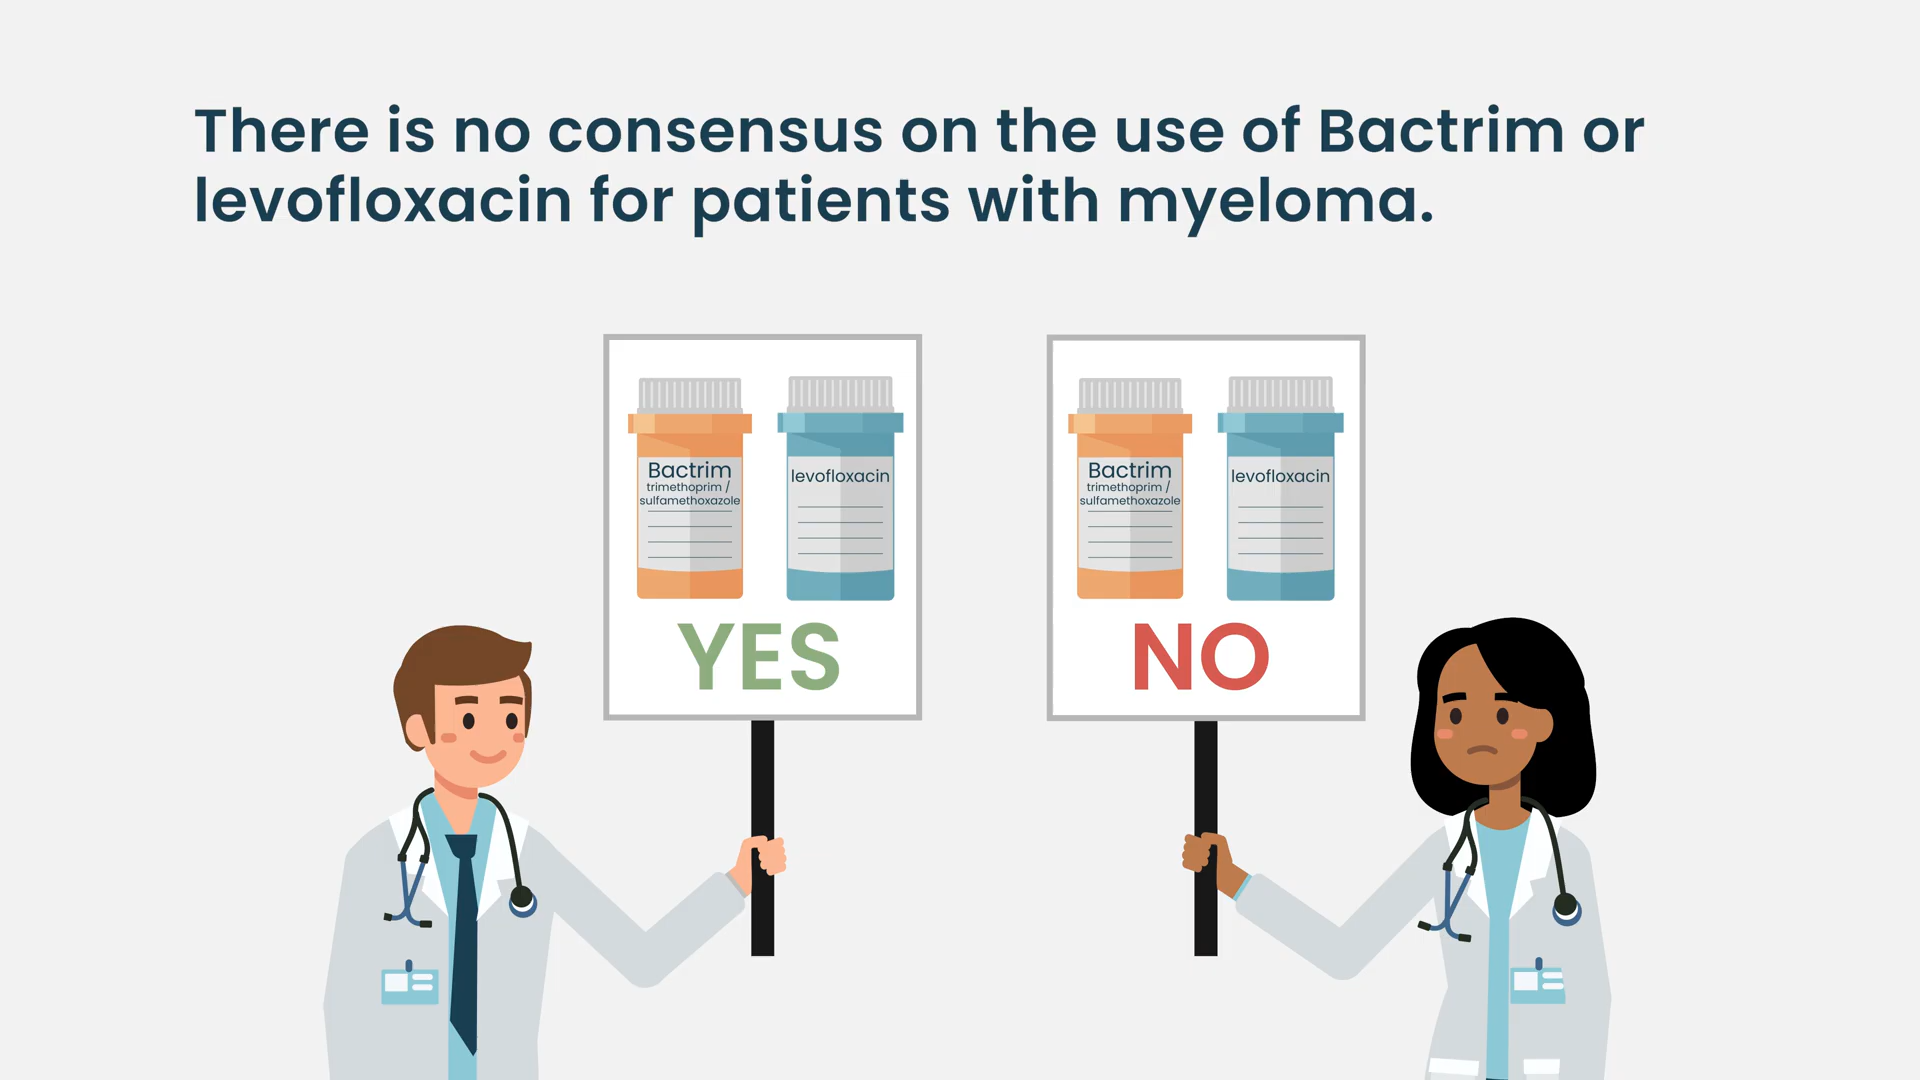 There is no consensus on the use of Bactrim or
levofloxacin for patients with myeloma.
Bactrim
trimethoprim /
sulfamethoxazole
levofloxacin
YES
Bactrim
trimethoprim /
sulfamethoxazole
levofloxacin
NO